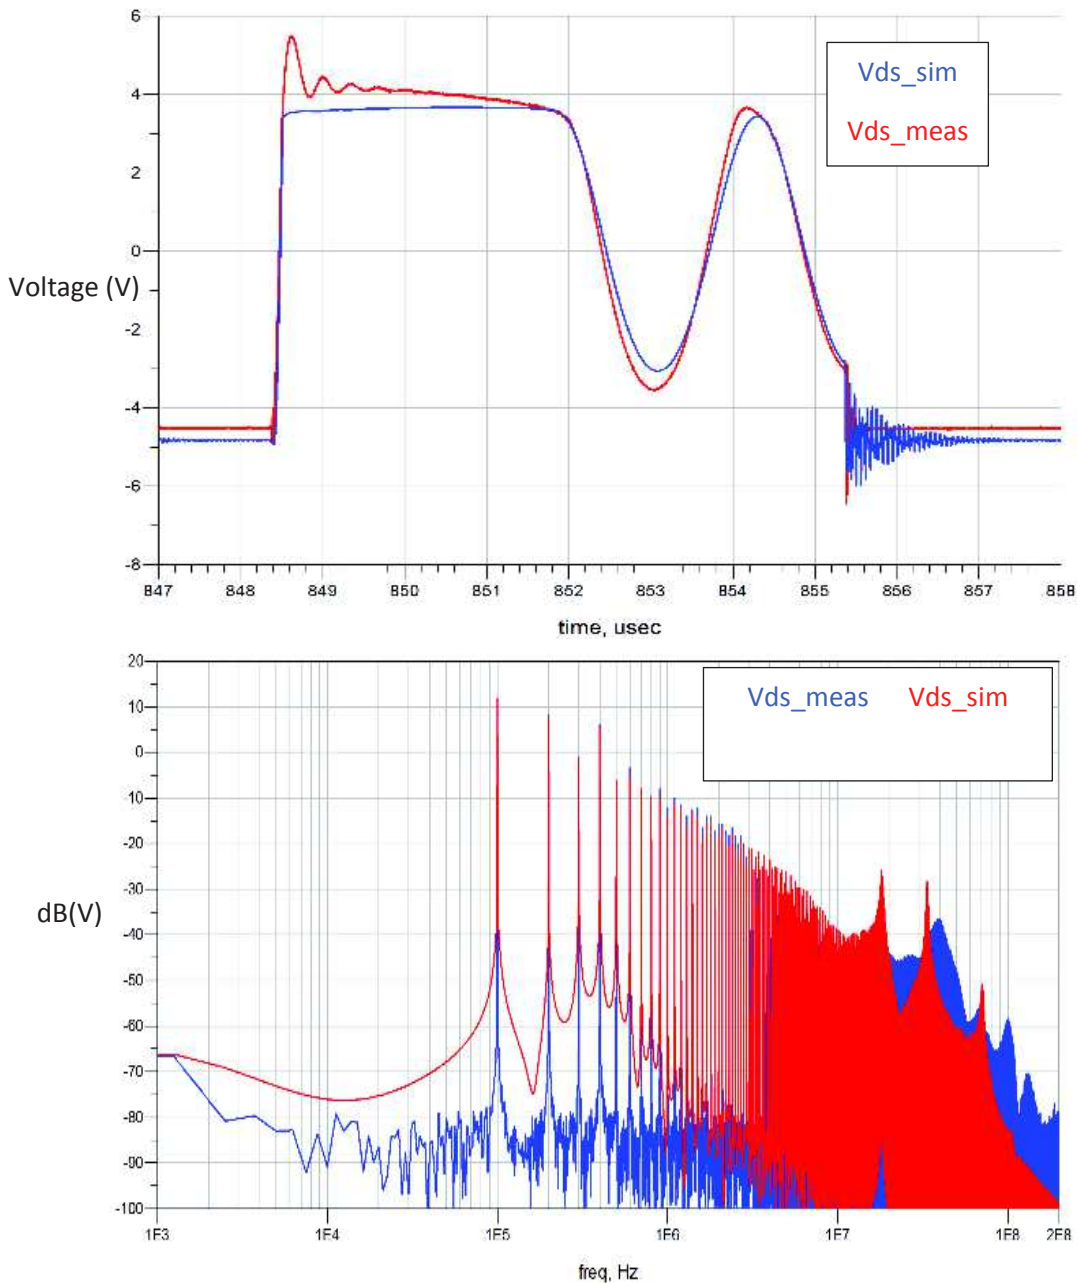 6
4
2
0
-2
-4
-6
-8
Voltage (V)
Vds_sim
Vds_meas
847 848 849 850 851 852 853 854 855 856 857 858
time, usec
20
10
0
-10
-20
-30
-40
-50
-60
-70
-80
-90
-100
dB(V)
Vds_meas Vds_sim
1E3 1E4 1E5 1E6 1E7 1E8 2E8
freq, Hz